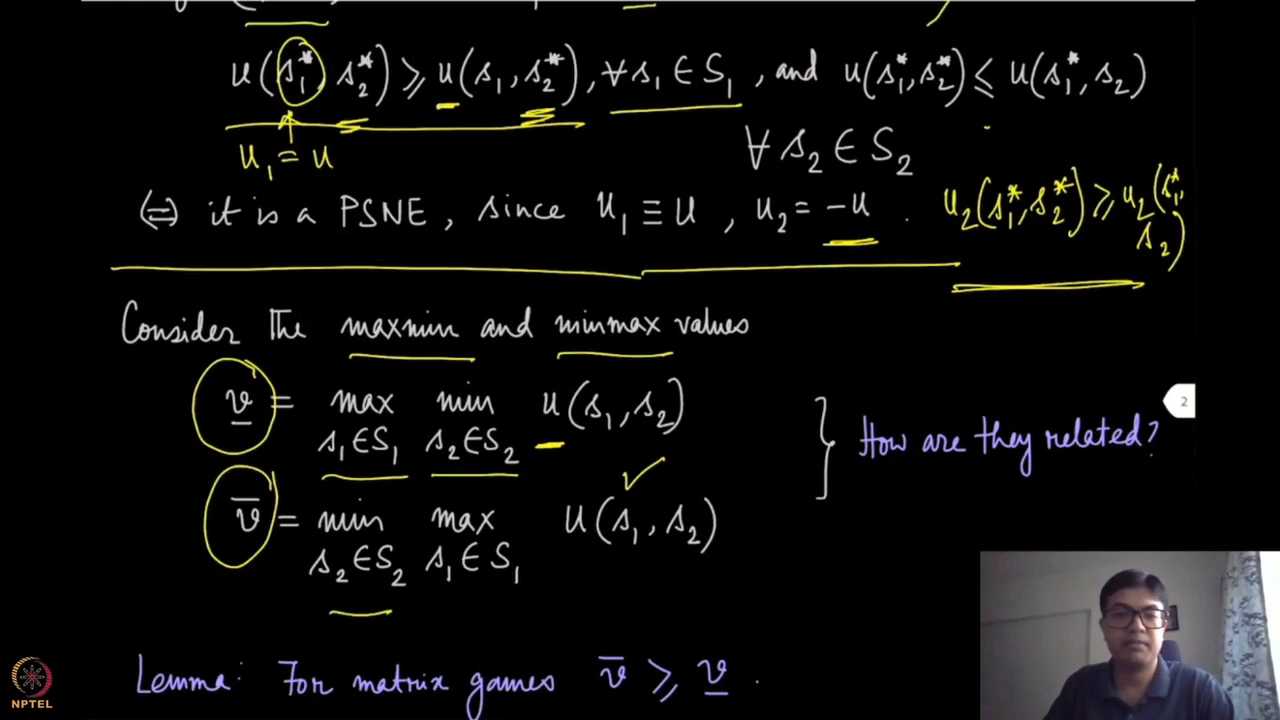 u(s₁*, s₂*) ≥ u(s₁, s₂*), ∀ s₁ ∈ S₁, and u(s₁*, s₂*) ≤ u(s₁*, s₂)
∀ s₂ ∈ S₂
u₁ = u
⇔ it is a PSNE, since u₁ ≡ u, u₂ = -u.
u₂(s₁*, s₂*) ≥ u₂(s₁*,
s₂)
Consider the maxmin and minmax values
v̲ = max min u(s₁, s₂)
s₁∈S₁ s₂∈S₂
2
How are they related?
v̅ = min max u(s₁, s₂)
s₂∈S₂ s₁∈S₁
Lemma: For matrix games v̅ ≥ v̲.
NPTEL